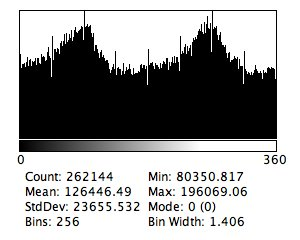 0 360
Count: 262144 Min: 80350.817
Mean: 126446.49 Max: 196069.06
StdDev: 23655.532 Mode: 0 (0)
Bins: 256 Bin Width: 1.406